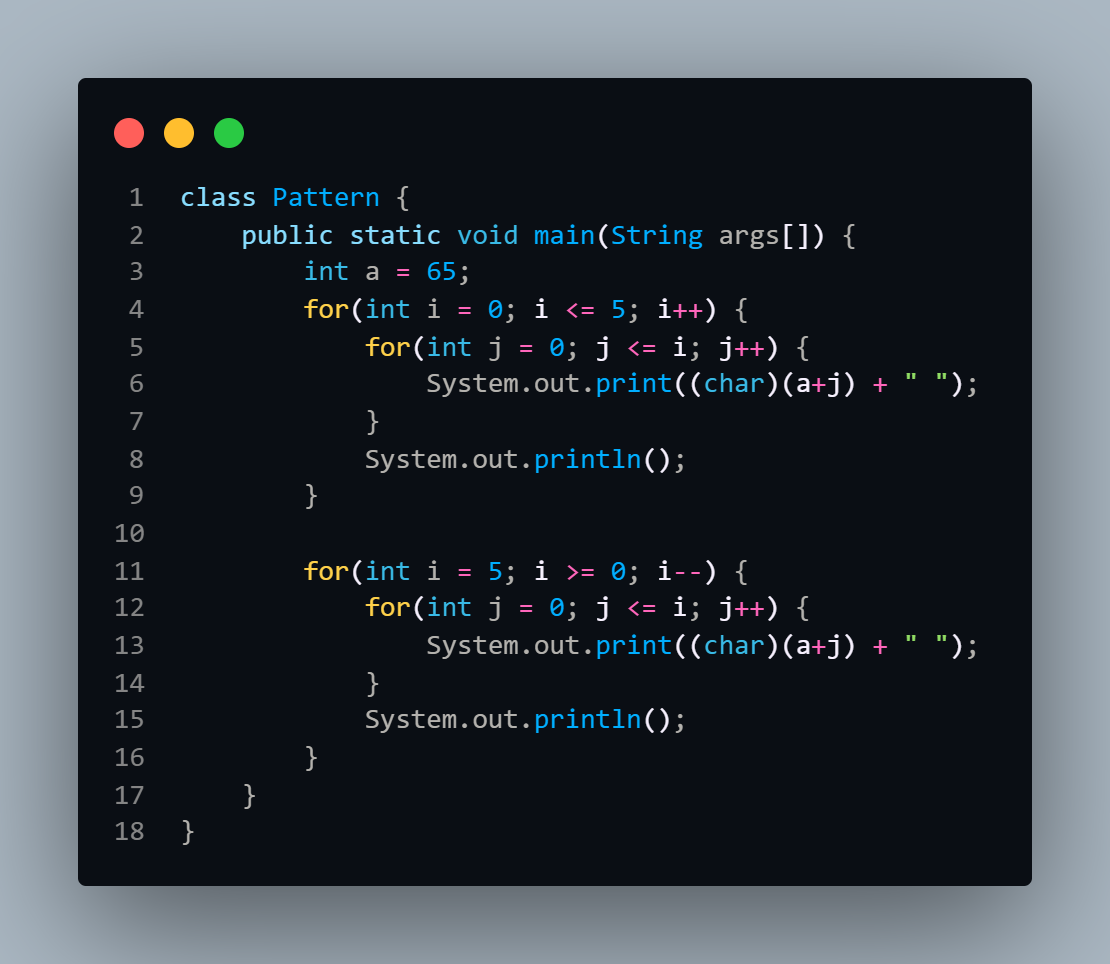 1 class Pattern {
2     public static void main(String args[]) {
3         int a = 65;
4         for(int i = 0; i <= 5; i++) {
5             for(int j = 0; j <= i; j++) {
6                 System.out.print((char)(a+j) + " ");
7             }
8             System.out.println();
9         }
10
11         for(int i = 5; i >= 0; i--) {
12             for(int j = 0; j <= i; j++) {
13                 System.out.print((char)(a+j) + " ");
14             }
15             System.out.println();
16         }
17     }
18 }